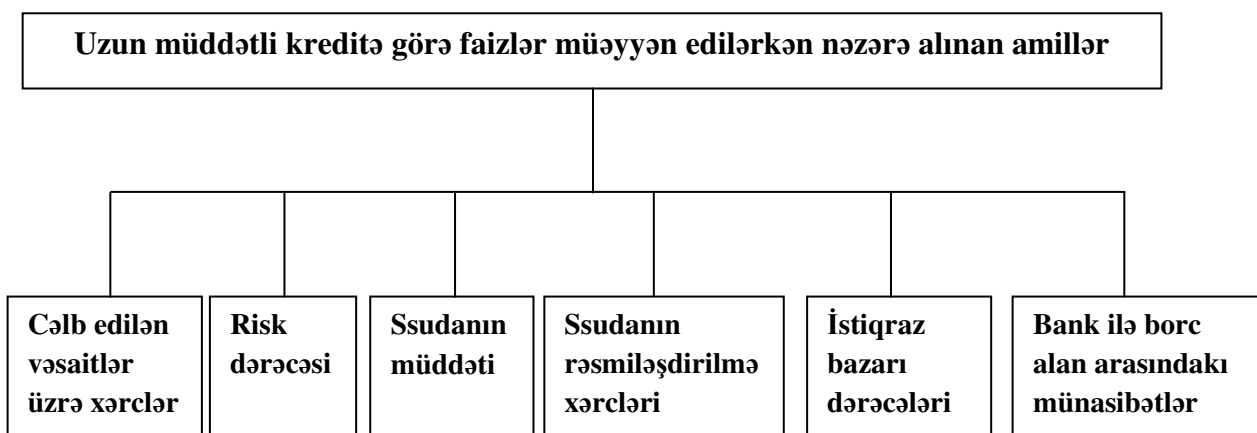 Uzun müddətli kreditə görə faizlər müəyyən edilərkən nəzərə alınan amillər
Cəlb edilən
vəsaitlər
üzrə xərclər
Risk
dərəcəsi
Ssudanın
müddəti
Ssudanın
rəsmiləşdirilmə
xərcləri
İstiqraz
bazarı
dərəcələri
Bank ilə borc
alan arasındakı
münasibətlər